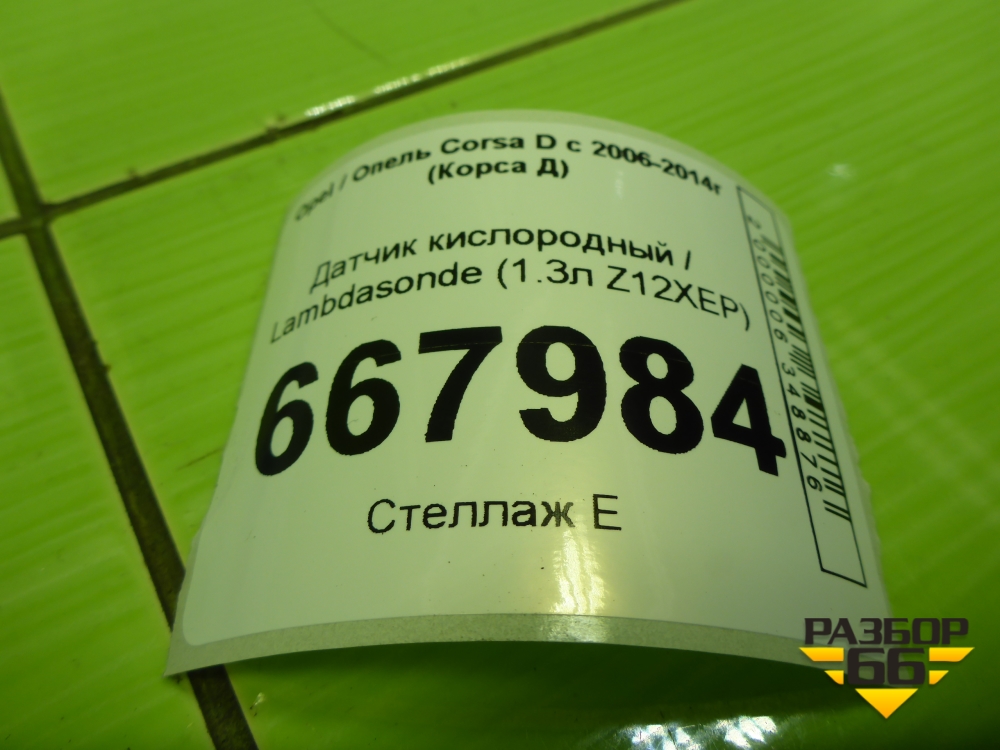 Opel / Опель Corsa D с 2006-2014г
(Корса Д)
Датчик кислородный /
Lambdasonde (1.3л Z12XEP)
667984
Стеллаж Е
2000006348876
РАЗБОР
66